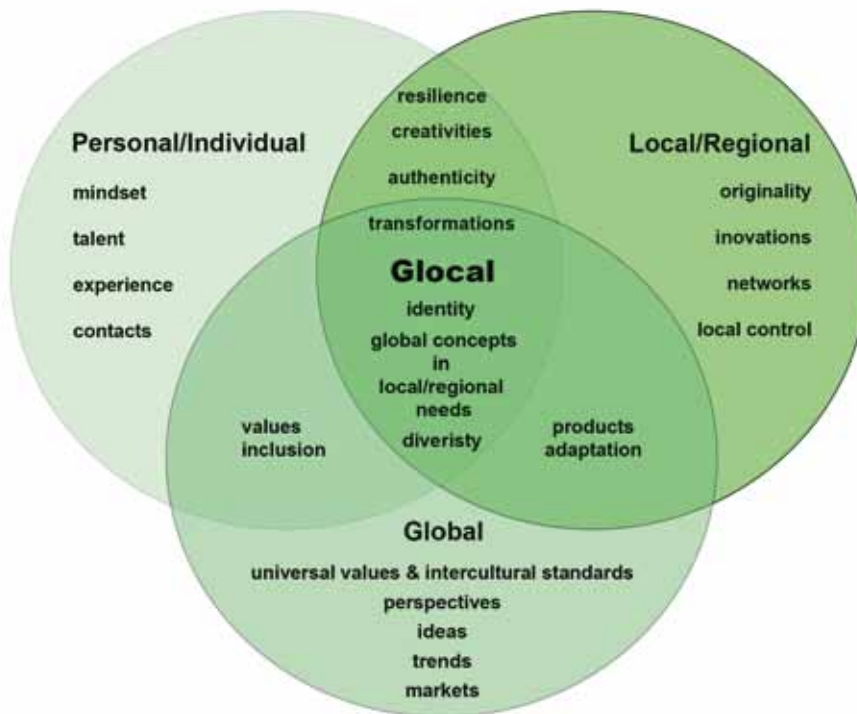 Personal/Individual
mindset
talent
experience
contacts
resilience
creativities
authenticity
transformations
Local/Regional
originality
inovations
networks
local control
Glocal
identity
global concepts
in
local/regional
needs
diveristy
values
inclusion
products
adaptation
Global
universal values & intercultural standards
perspectives
ideas
trends
markets